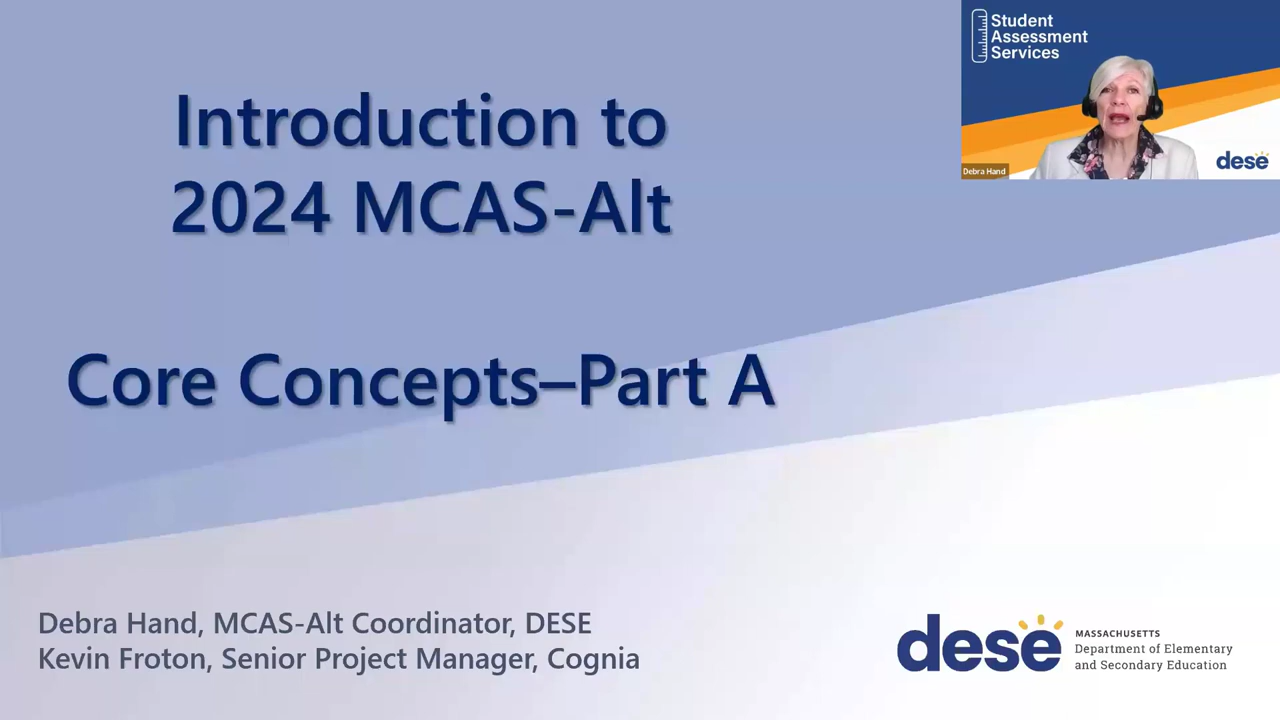 Introduction to
2024 MCAS-Alt
Core Concepts–Part A
Debra Hand, MCAS-Alt Coordinator, DESE
Kevin Froton, Senior Project Manager, Cognia
Student
Assessment
Services
Debra Hand
dese
dese
MASSACHUSETTS
Department of Elementary
and Secondary Education